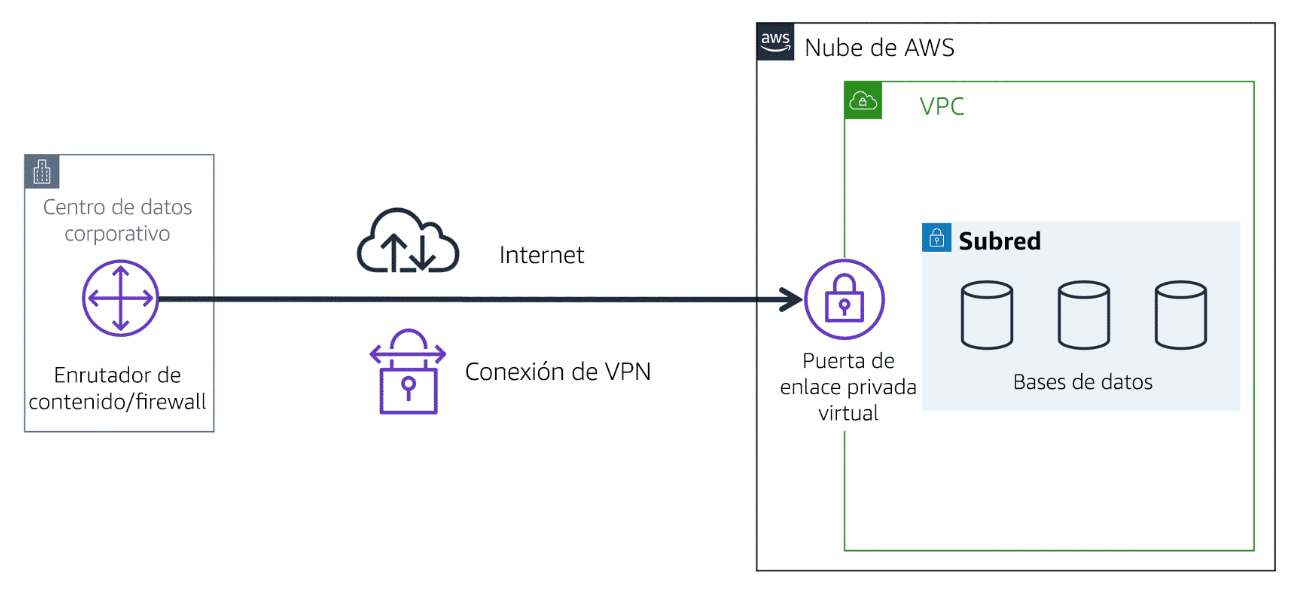 aws
Nube de AWS
VPC
Centro de datos
corporativo
Internet
Subred
Enrutador de
contenido/firewall
Conexión de VPN
Puerta de
enlace privada
virtual
Bases de datos